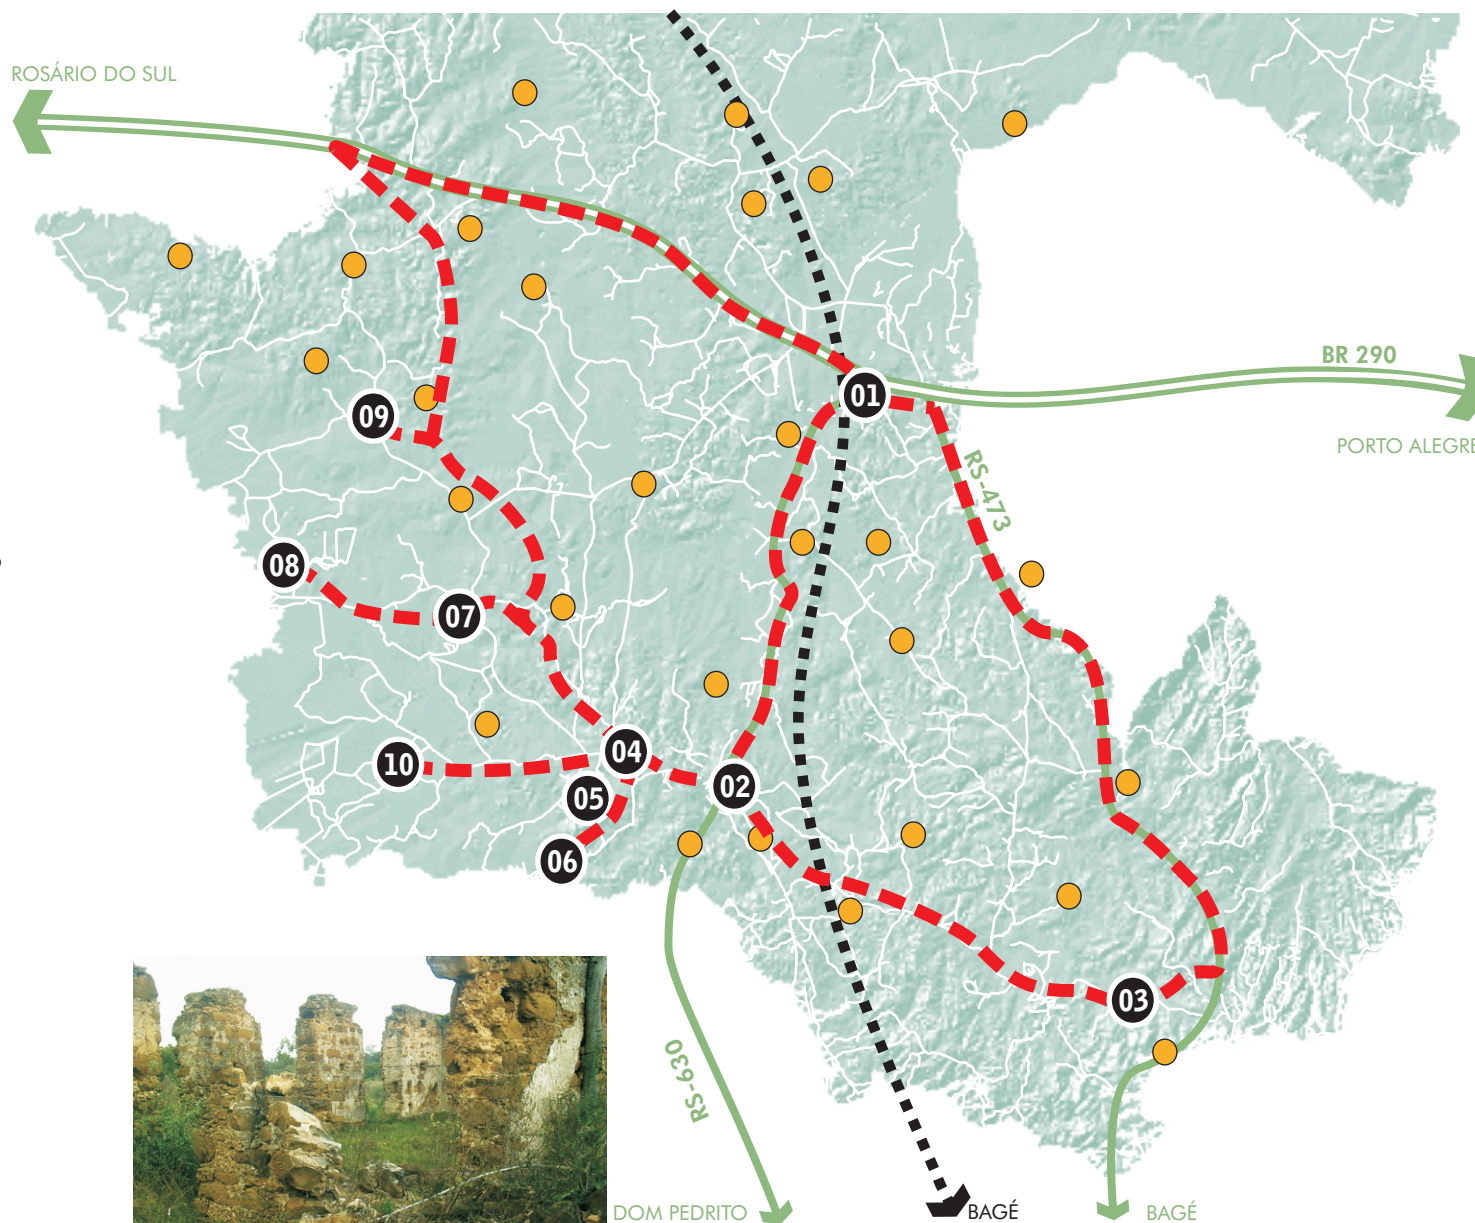 ROSÁRIO DO SUL
BR 290
01
PORTO ALEGRE
09
RS-473
08
07
04
10
02
05
06
03
RS-630
DOM PEDRITO
BAGÉ
BAGÉ